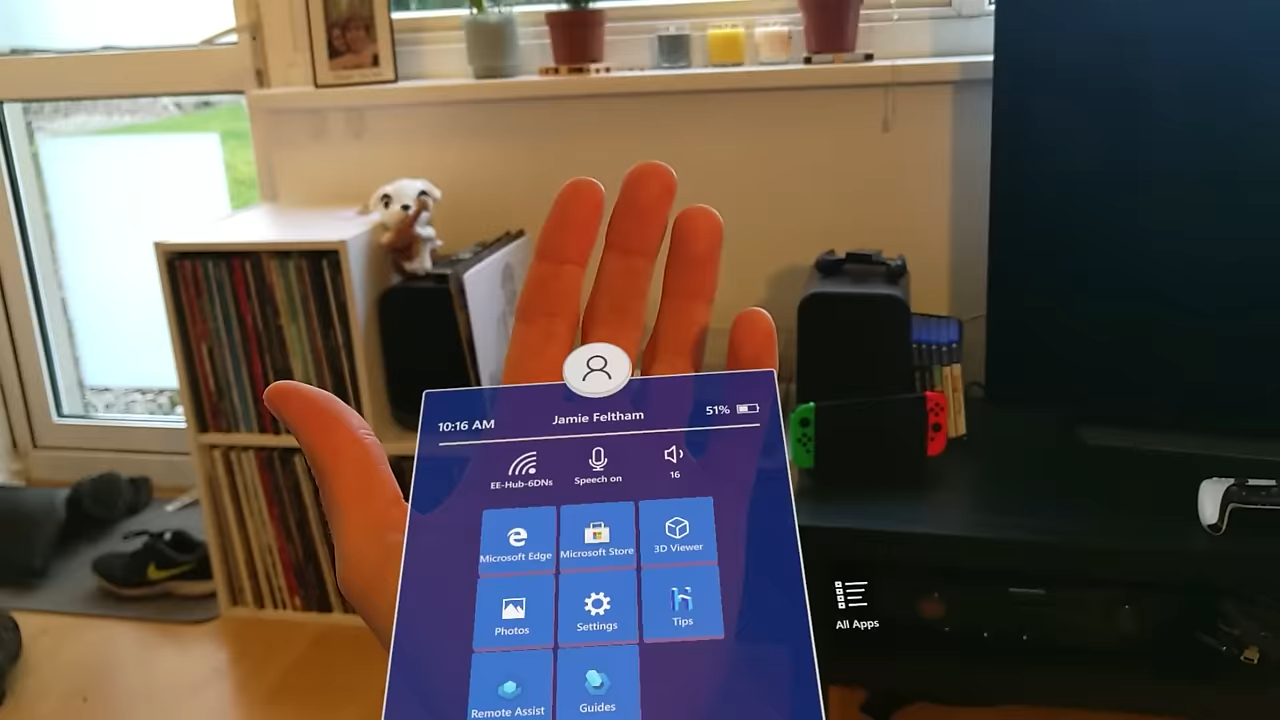 10:16 AM
Jamie Feltham
51%
EE-Hub-6DNs
Speech on
16
Microsoft Edge
Microsoft Store
3D Viewer
Photos
Settings
Tips
Remote Assist
Guides
All Apps